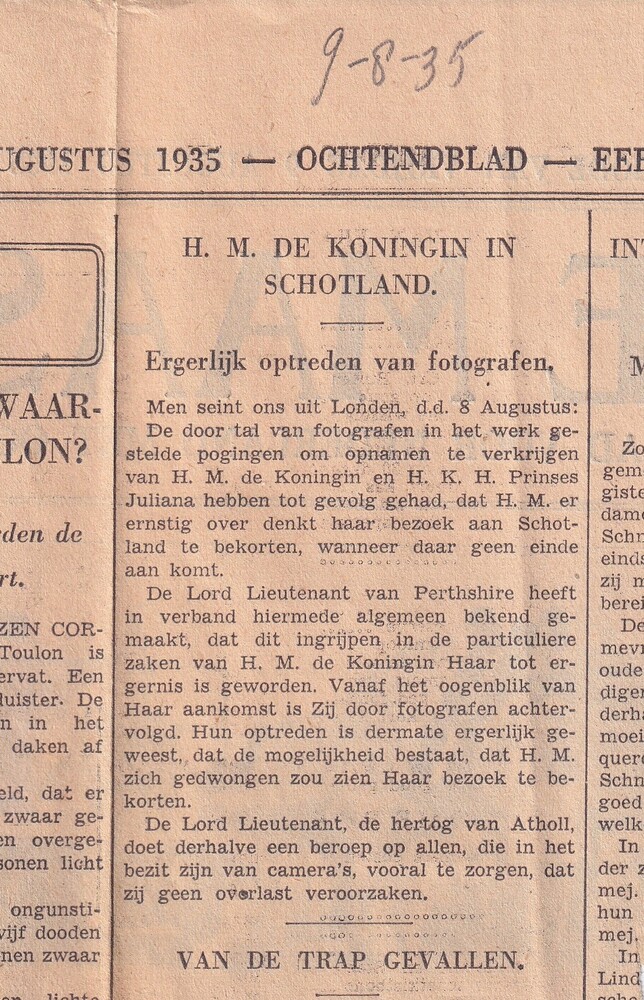 9-8-35
UGUSTUS 1935 — OCHTENDBLAD — EER
H. M. DE KONINGIN IN
SCHOTLAND.
Ergerlijk optreden van fotografen.
Men seint ons uit Londen, d.d. 8 Augustus:
De door tal van fotografen in het werk ge-
stelde pogingen om opnamen te verkrijgen
van H. M. de Koningin en H. K. H. Prinses
Juliana hebben tot gevolg gehad, dat H. M. er
ernstig over denkt haar bezoek aan Schot-
land te bekorten, wanneer daar geen einde
aan komt.
De Lord Lieutenant van Perthshire heeft
in verband hiermede algemeen bekend ge-
maakt, dat dit ingrijpen in de particuliere
zaken van H. M. de Koningin Haar tot er-
gernis is geworden. Vanaf het oogenblik van
Haar aankomst is Zij door fotografen achter-
volgd. Hun optreden is dermate ergerlijk ge-
weest, dat de mogelijkheid bestaat, dat H. M.
zich gedwongen zou zien Haar bezoek te be-
korten.
De Lord Lieutenant, de hertog van Atholl,
doet derhalve een beroep op allen, die in het
bezit zijn van camera's, vooral te zorgen, dat
zij geen overlast veroorzaken.
VAN DE TRAP GEVALLEN.
WAAR-
LON?
den de
rt.
ZEN COR-
Toulon is
ervat. Een
luister. De
n in het
daken af
eld, dat er
zwaar ge-
en overge-
sonen licht
ongunsti-
vijf dooden
nen zwaar
lichte
IN
M
Zo
gem
giste
dame
Schn
einds
zij m
berei
De
mevr
oude
diger
derha
moei
quere
Schn
goed
welk
In
der z
mej.
hun
mej.
In
Lind